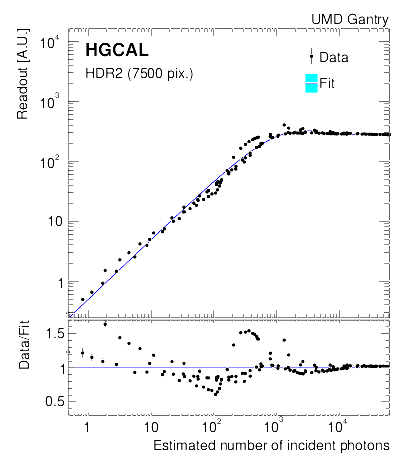 UMD Gantry
HGCAL
HDR2 (7500 pix.)
Data
Fit
Readout [A.U.]
10⁴
10³
10²
10
1
Data/Fit
1.5
1
0.5
1 10 10² 10³ 10⁴
Estimated number of incident photons